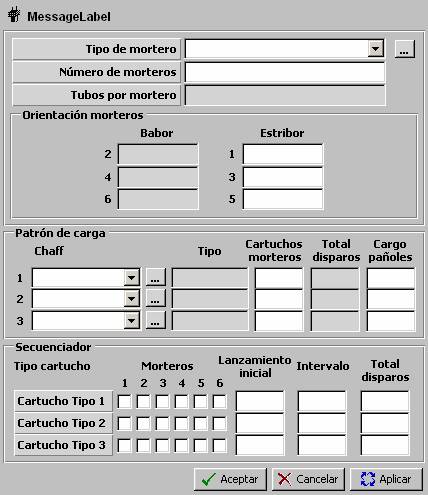 MessageLabel
Tipo de mortero
...
Número de morteros
Tubos por mortero
Orientación morteros
Babor Estribor
2 1
4 3
6 5
Patrón de carga
Chaff Tipo Cartuchos morteros Total disparos Cargo pañoles
1 ...
2 ...
3 ...
Secuenciador
Tipo cartucho Morteros Lanzamiento inicial Intervalo Total disparos
1 2 3 4 5 6
Cartucho Tipo 1
Cartucho Tipo 2
Cartucho Tipo 3
Aceptar Cancelar Aplicar